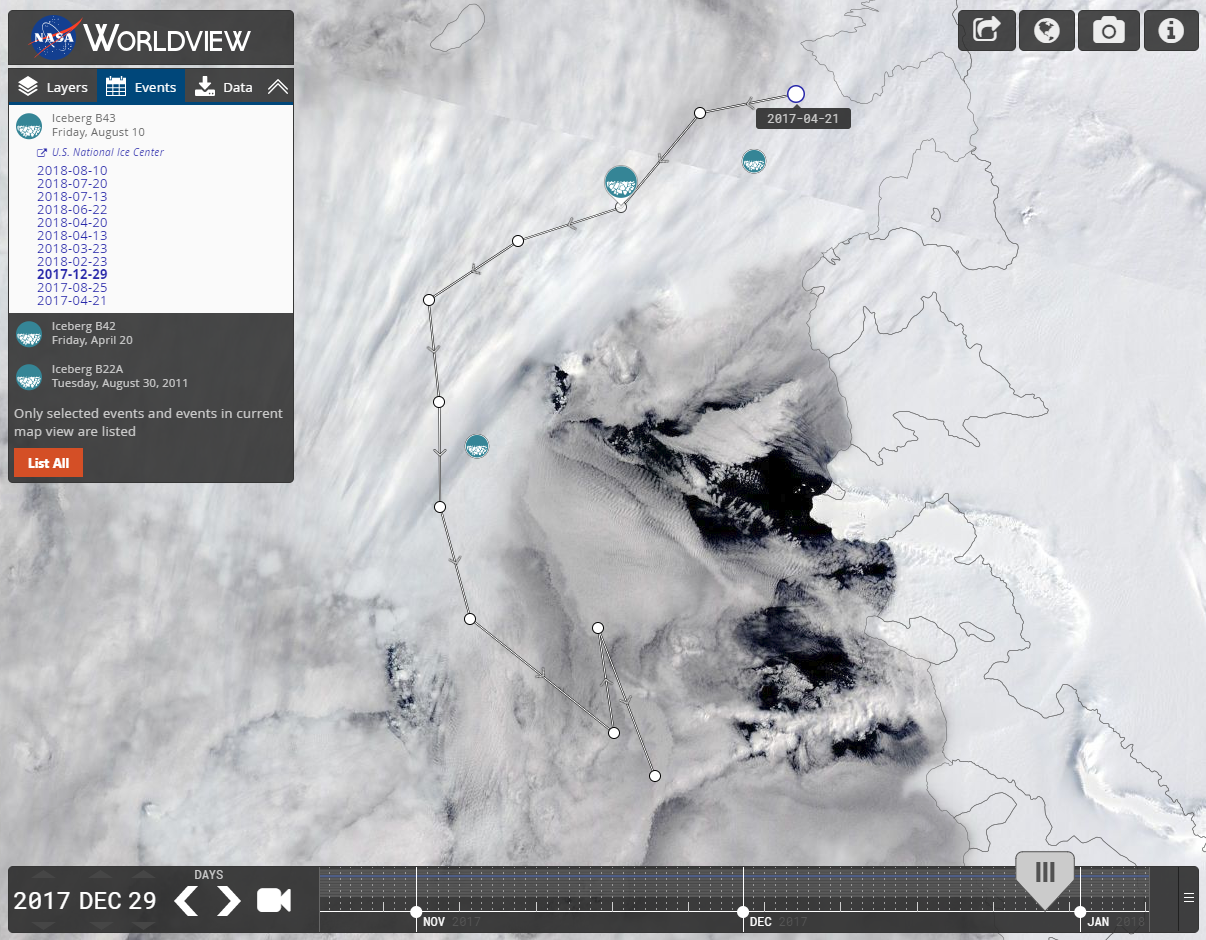 NASA WORLDVIEW
Layers Events Data
Iceberg B43
Friday, August 10
U.S. National Ice Center
2018-08-10
2018-07-20
2018-07-13
2018-06-22
2018-04-20
2018-04-13
2018-03-23
2018-02-23
2017-12-29
2017-08-25
2017-04-21
Iceberg B42
Friday, April 20
Iceberg B22A
Tuesday, August 30, 2011
Only selected events and events in current
map view are listed
List All
2017-04-21
DAYS
2017 DEC 29
NOV 2017
DEC 2017
JAN 2018